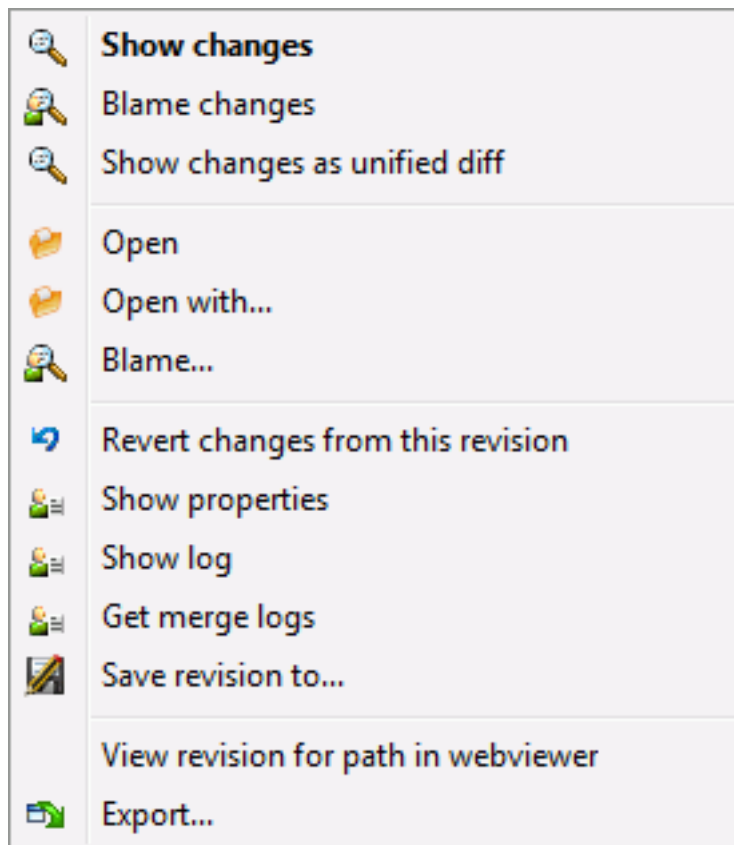 Show changes
Blame changes
Show changes as unified diff
Open
Open with...
Blame...
Revert changes from this revision
Show properties
Show log
Get merge logs
Save revision to...
View revision for path in webviewer
Export...